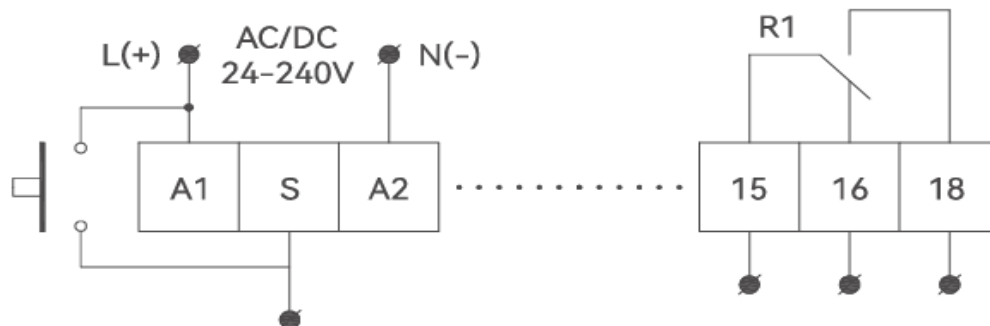 L(+)
AC/DC
24-240V
N(-)
R1
A1
S
A2
15
16
18